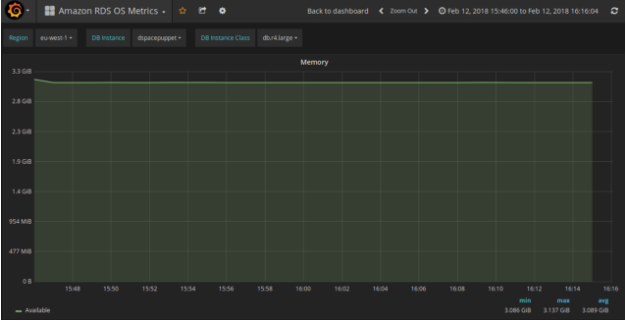 Amazon RDS OS Metrics
Back to dashboard Zoom Out Feb 12, 2018 15:46:00 to Feb 12, 2018 16:16:04
Region eu-west-1 DB Instance dbpacepuppet DB Instance Class db.r4.large
Memory
3.3 GiB
2.8 GiB
2.3 GiB
1.9 GiB
1.4 GiB
954 MiB
477 MiB
0 B
15:48 15:50 15:52 15:54 15:56 15:58 16:00 16:02 16:04 16:06 16:08 16:10 16:12 16:14 16:16
min max avg
Available 3.086 GiB 3.137 GiB 3.089 GiB